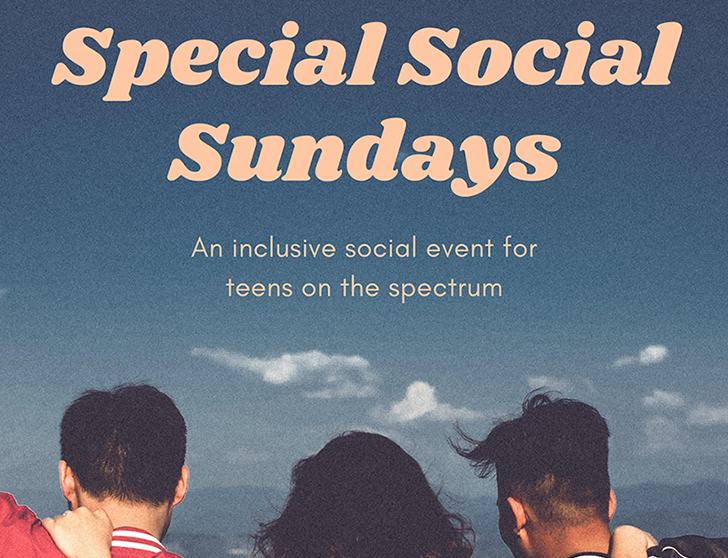 Special Social
Sundays
An inclusive social event for
teens on the spectrum